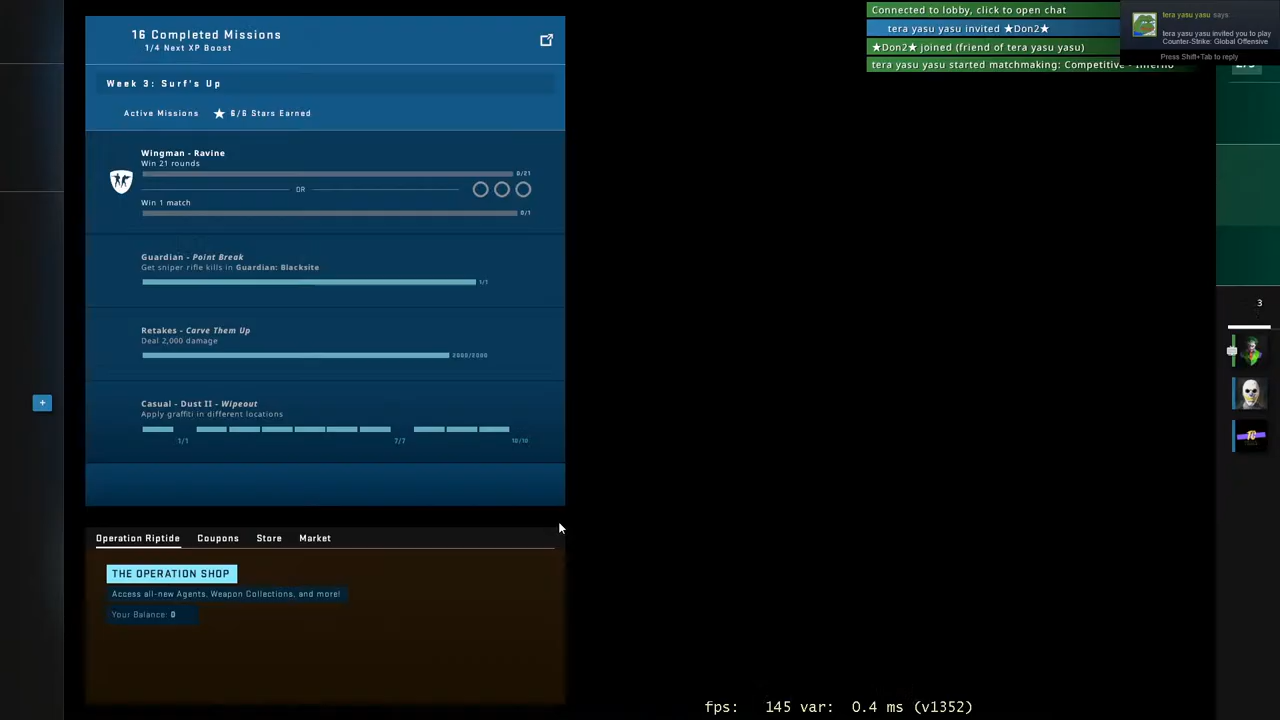 16 Completed Missions
1/4 Next XP Boost
Week 3: Surf's Up
Active Missions ★ 6/6 Stars Earned
Wingman - Ravine
Win 21 rounds
0/21
OR
Win 1 match
0/1
Guardian - Point Break
Get sniper rifle kills in Guardian: Blacksite
1/1
Retakes - Carve Them Up
Deal 2,000 damage
2000/2000
Casual - Dust II - Wipeout
Apply graffiti in different locations
1/1 7/7 10/10
Operation Riptide Coupons Store Market
THE OPERATION SHOP
Access all-new Agents, Weapon Collections, and more!
Your Balance: 0
Connected to lobby, click to open chat
tera yasu yasu invited ★Don2★
★Don2★ joined (friend of tera yasu yasu)
tera yasu yasu started matchmaking: Competitive - Inferno
tera yasu yasu says
tera yasu yasu invited you to play
Counter-Strike: Global Offensive
Press Shift+Tab to reply
3
fps: 145 var: 0.4 ms (v1352)